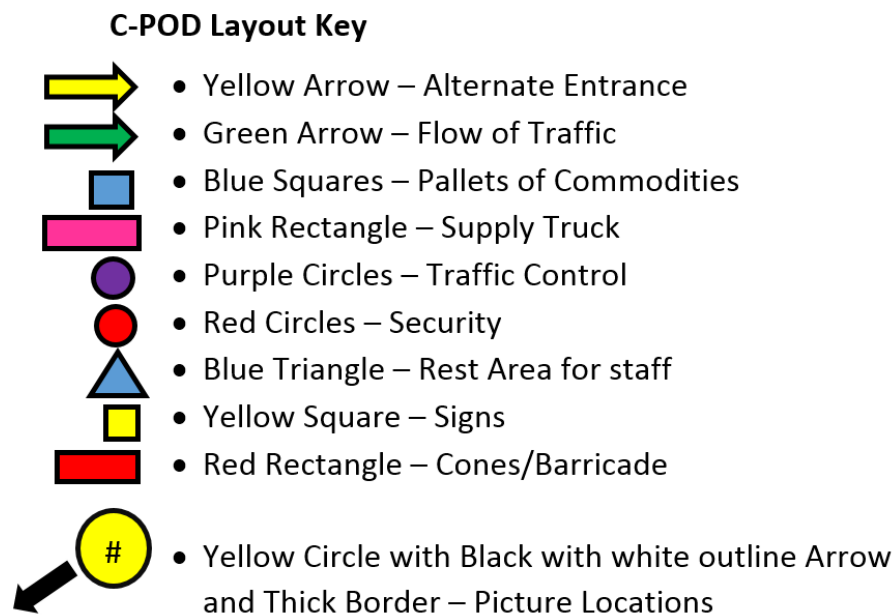 C-POD Layout Key
• Yellow Arrow – Alternate Entrance
• Green Arrow – Flow of Traffic
• Blue Squares – Pallets of Commodities
• Pink Rectangle – Supply Truck
• Purple Circles – Traffic Control
• Red Circles – Security
• Blue Triangle – Rest Area for staff
• Yellow Square – Signs
• Red Rectangle – Cones/Barricade
#
• Yellow Circle with Black with white outline Arrow
and Thick Border – Picture Locations